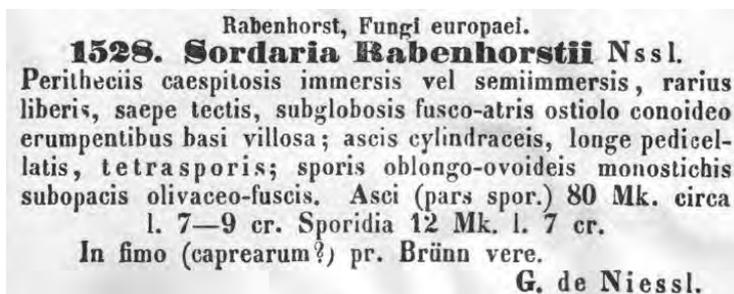 Rabenhorst, Fungi europaei.
1528. Sordaria Rabenhorstii Nssl.
Peritheciis caespitosis immersis vel semiimmersis, rarius
liberis, saepe tectis, subglobosis fusco-atris ostiolo conoideo
erumpentibus basi villosa; ascis cylindraceis, longe pedicel-
latis, tetrasporis; sporis oblongo-ovoideis monostichis
subopacis olivaceo-fuscis. Asci (pars spor.) 80 Mk. circa
l. 7—9 cr. Sporidia 12 Mk. l. 7 cr.
In fimo (caprearum?) pr. Brünn vere.
G. de Niessl.